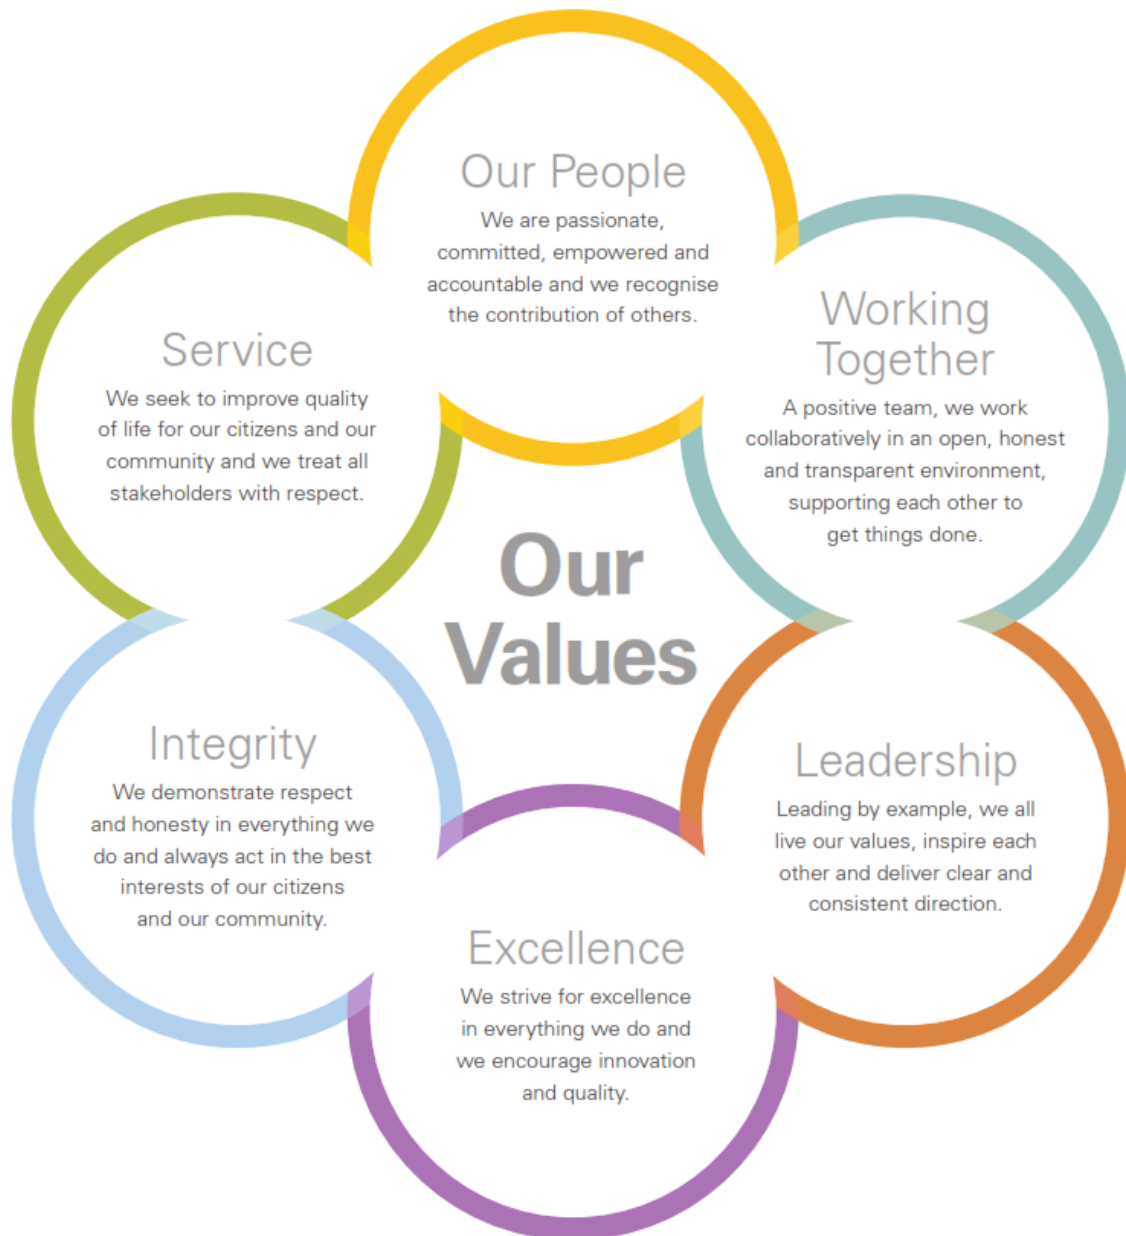 Our People
We are passionate,
committed, empowered and
accountable and we recognise
the contribution of others.
Working
Together
A positive team, we work
collaboratively in an open, honest
and transparent environment,
supporting each other to
get things done.
Service
We seek to improve quality
of life for our citizens and our
community and we treat all
stakeholders with respect.
Our
Values
Integrity
We demonstrate respect
and honesty in everything we
do and always act in the best
interests of our citizens
and our community.
Leadership
Leading by example, we all
live our values, inspire each
other and deliver clear and
consistent direction.
Excellence
We strive for excellence
in everything we do and
we encourage innovation
and quality.